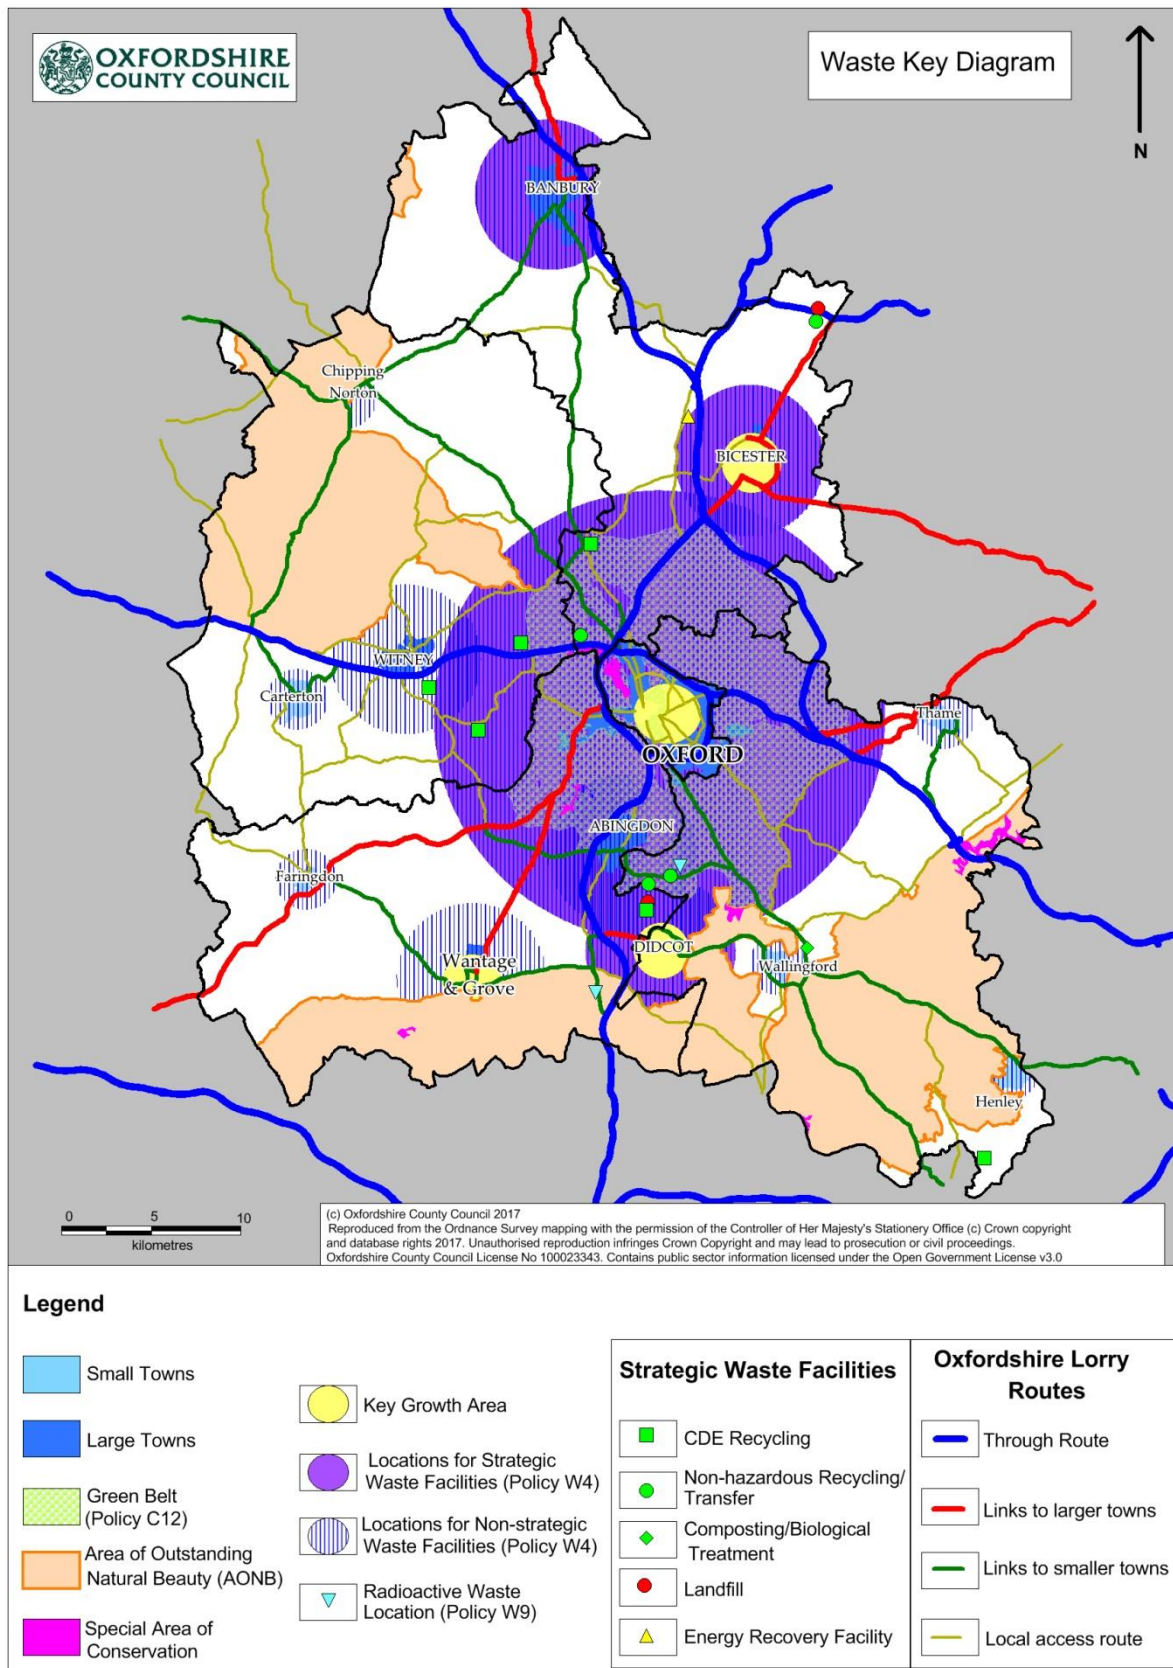 OXFORDSHIRE
COUNTY COUNCIL
Waste Key Diagram
N
BANBURY
Chipping
Norton
BICESTER
WITNEY
Carterton
Thame
OXFORD
ABINGDON
Faringdon
DIDCOT
Wantage
& Grove
Wallingford
Henley
0 5 10
kilometres
(c) Oxfordshire County Council 2017
Reproduced from the Ordnance Survey mapping with the permission of the Controller of Her Majesty's Stationery Office (c) Crown copyright
and database rights 2017. Unauthorised reproduction infringes Crown Copyright and may lead to prosecution or civil proceedings.
Oxfordshire County Council License No 100023343. Contains public sector information licensed under the Open Government License v3.0
Legend
Small Towns
Large Towns
Green Belt
(Policy C12)
Area of Outstanding
Natural Beauty (AONB)
Special Area of
Conservation
Key Growth Area
Locations for Strategic
Waste Facilities (Policy W4)
Locations for Non-strategic
Waste Facilities (Policy W4)
Radioactive Waste
Location (Policy W9)
Strategic Waste Facilities
CDE Recycling
Non-hazardous Recycling/
Transfer
Composting/Biological
Treatment
Landfill
Energy Recovery Facility
Oxfordshire Lorry
Routes
Through Route
Links to larger towns
Links to smaller towns
Local access route